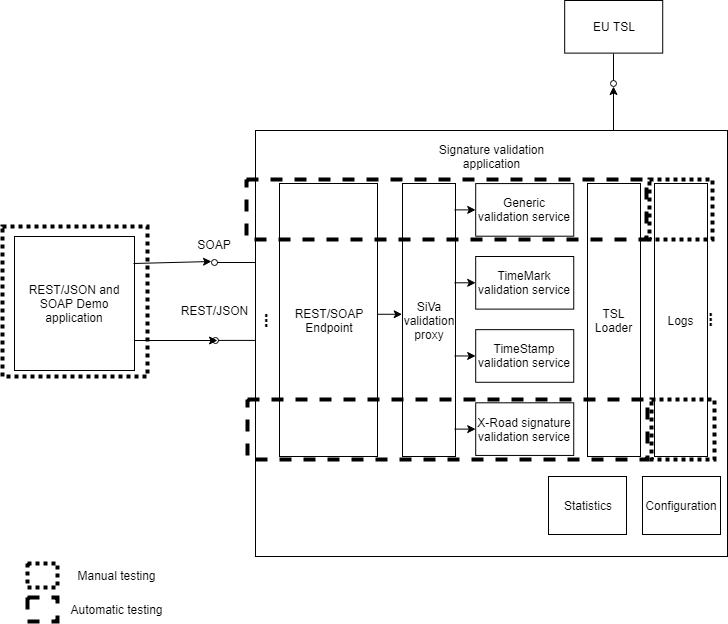 EU TSL
Signature validation
application
Generic
validation service
SOAP
REST/JSON and
SOAP Demo
application
TimeMark
validation service
REST/JSON
REST/SOAP
Endpoint
SiVa
validation
proxy
TSL
Loader
Logs
TimeStamp
validation service
X-Road signature
validation service
Statistics
Configuration
Manual testing
Automatic testing